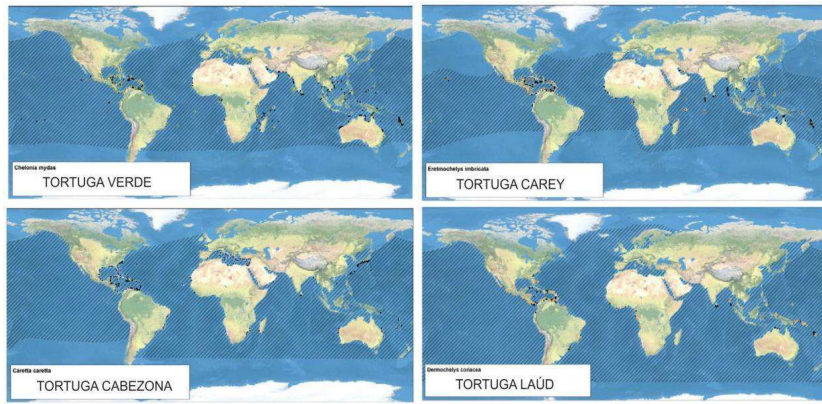 Chelonia mydas
TORTUGA VERDE
Eretmochelys imbricata
TORTUGA CAREY
Caretta caretta
TORTUGA CABEZONA
Dermochelys coriacea
TORTUGA LAÚD